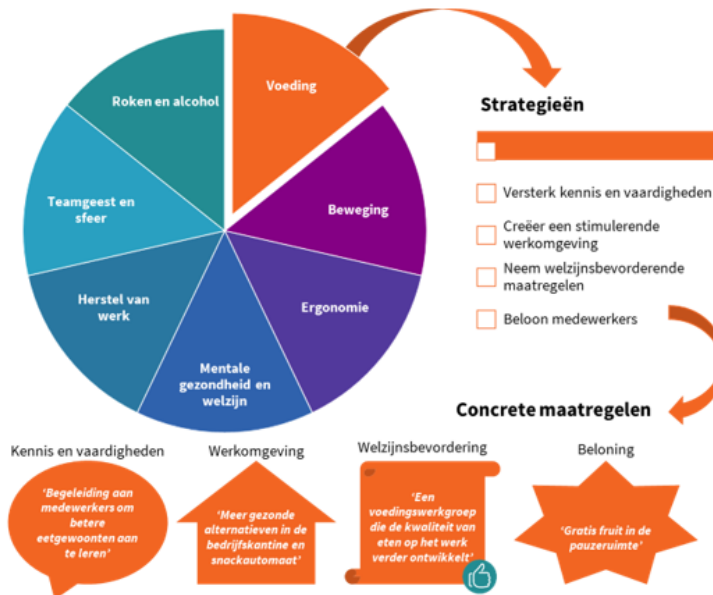 Voeding
Roken en alcohol
Teamgeest en
sfeer
Beweging
Herstel van
werk
Ergonomie
Mentale
gezondheid en
welzijn
Strategieën
Versterk kennis en vaardigheden
Creëer een stimulerende
werkomgeving
Neem welzijnsbevorderende
maatregelen
Beloon medewerkers
Concrete maatregelen
Kennis en vaardigheden
‘Begeleiding aan
medewerkers om
betere
eetgewoonten aan
te leren’
Werkomgeving
‘Meer gezonde
alternatieven in de
bedrijfskantine en
snackautomaat’
Welzijnsbevordering
‘Een
voedingswerkgroep
die de kwaliteit van
eten op het werk
verder ontwikkelt’
Beloning
‘Gratis fruit in de
pauzeruimte’